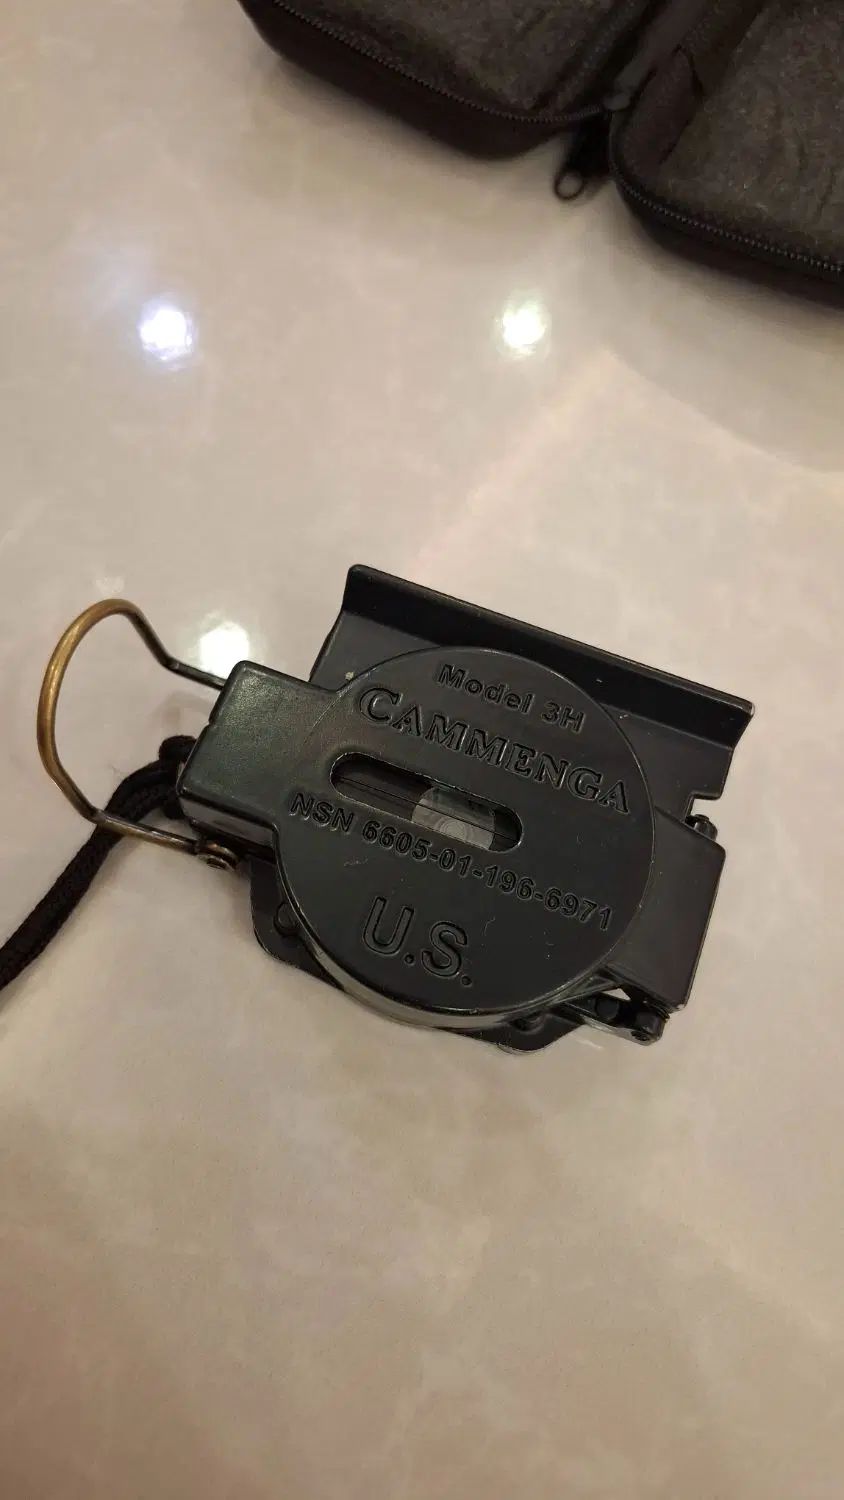 Model 3H
CAMMENGA
NSN 6605-01-196-6971
U.S.